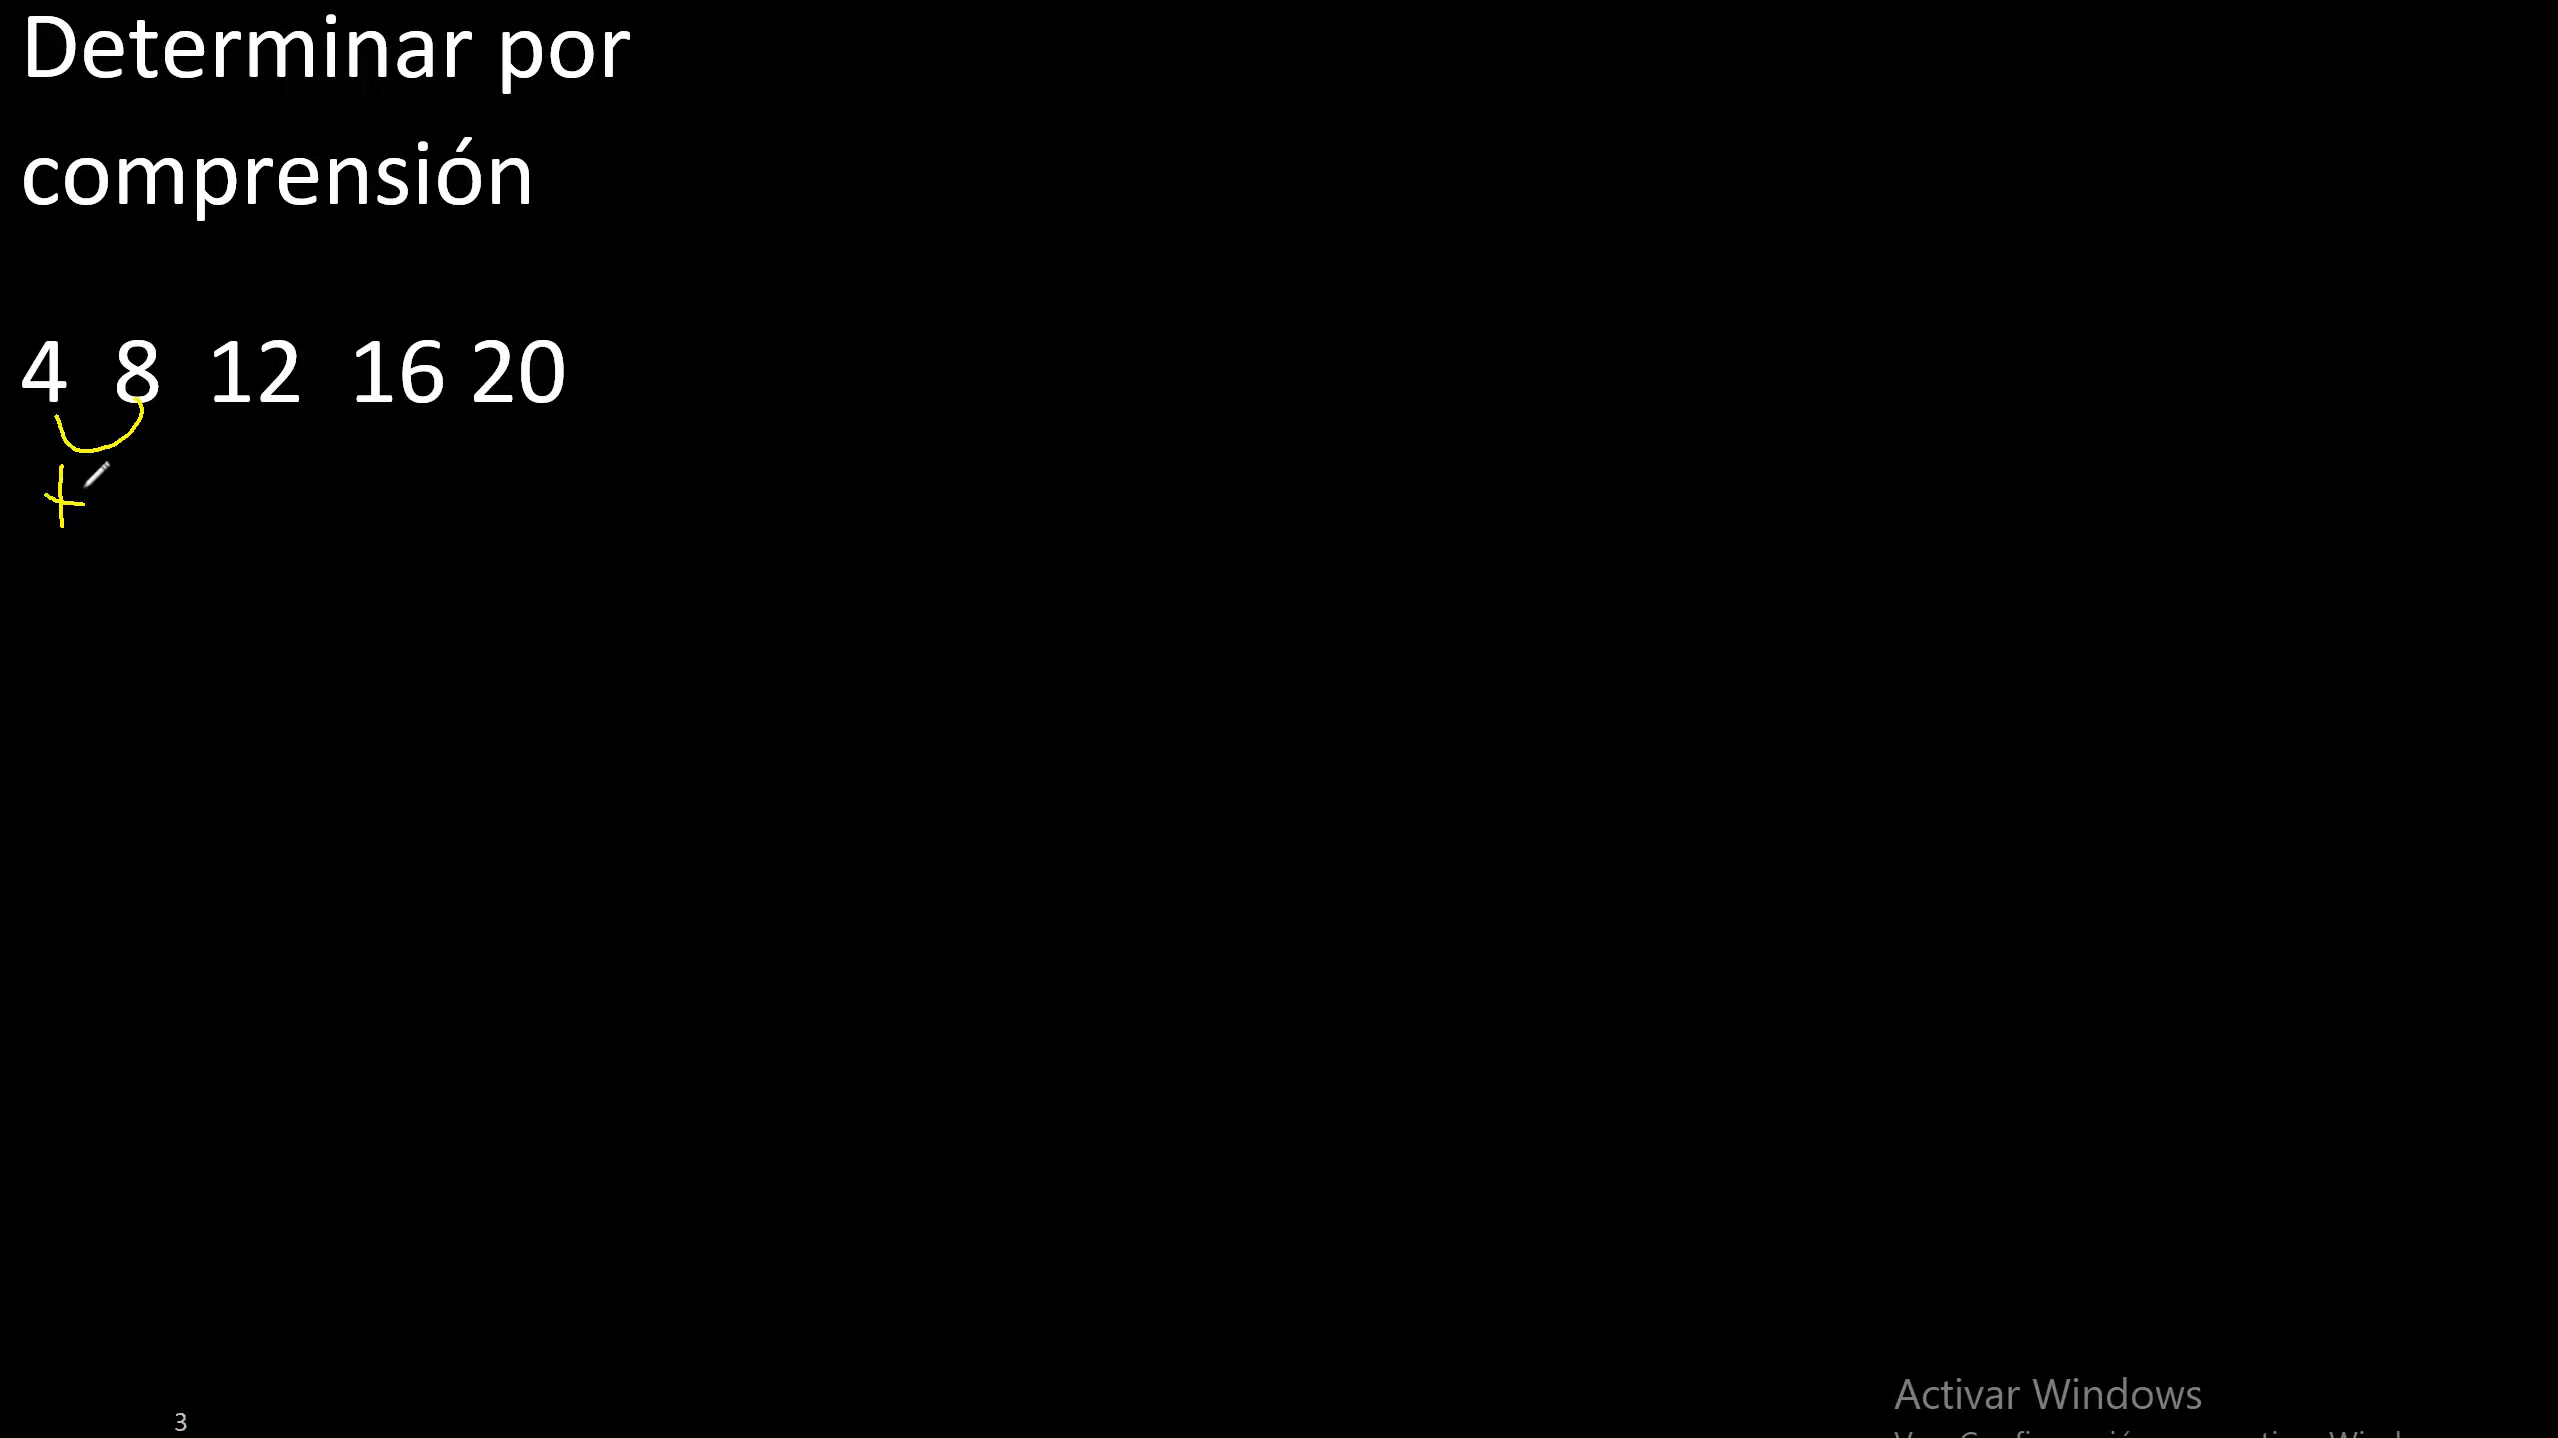 Determinar por
comprensión
4 8 12 16 20
+
3
Activar Windows